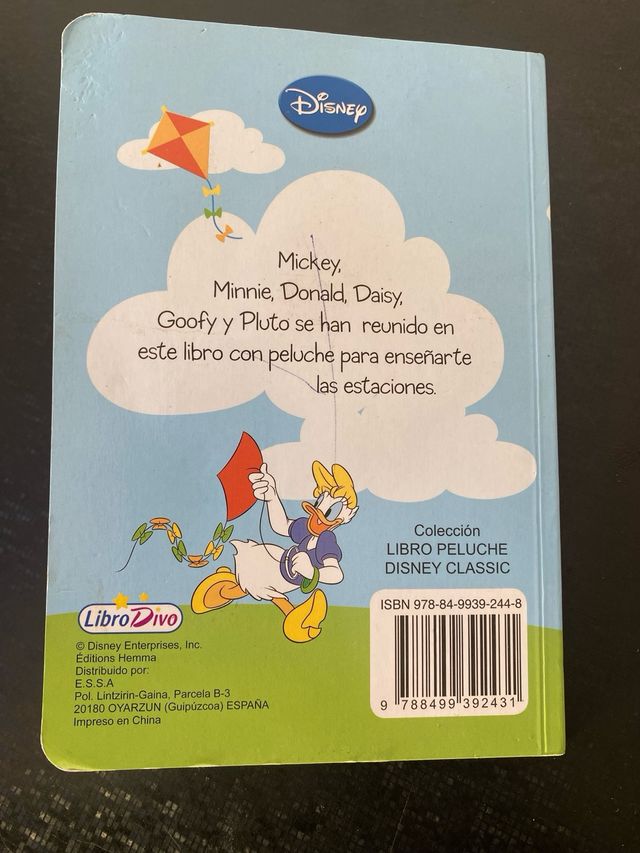 Disney
Mickey,
Minnie, Donald, Daisy,
Goofy y Pluto se han reunido en
este libro con peluche para enseñarte
las estaciones.
Colección
LIBRO PELUCHE
DISNEY CLASSIC
ISBN 978-84-9939-244-8
9 788499 392431
Libro Divo
© Disney Enterprises, Inc.
Éditions Hemma
Distribuido por:
E.S.S.A
Pol. Lintzirin-Gaina, Parcela B-3
20180 OYARZUN (Guipúzcoa) ESPAÑA
Impreso en China